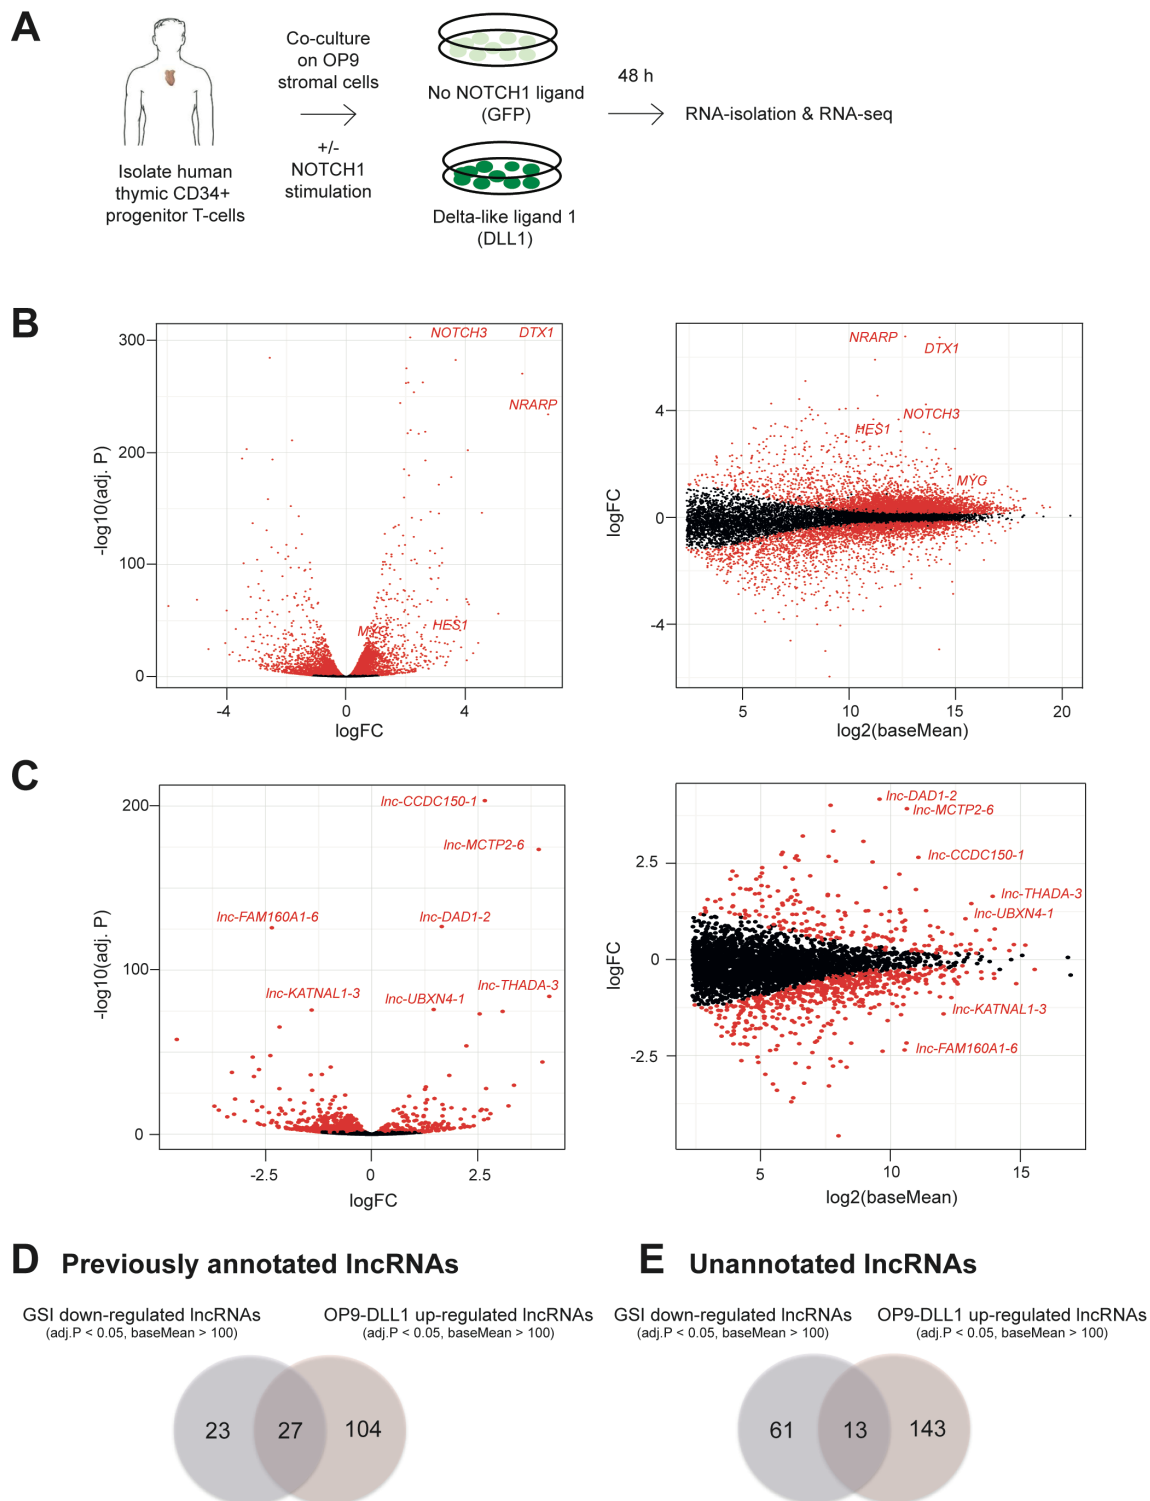 A
Isolate human
thymic CD34+
progenitor T-cells
Co-culture
on OP9
stromal cells
+/-
NOTCH1
stimulation
No NOTCH1 ligand
(GFP)
Delta-like ligand 1
(DLL1)
48 h
RNA-isolation & RNA-seq
B
300
200
100
0
-log10(adj. P)
NOTCH3
DTX1
NRARP
MYC
HES1
-4
0
4
logFC
4
0
-4
logFC
NRARP
DTX1
NOTCH3
HES1
MYC
5
10
15
20
log2(baseMean)
C
200
100
0
-log10(adj. P)
lnc-CCDC150-1
lnc-MCTP2-6
lnc-FAM160A1-6
lnc-DAD1-2
lnc-KATNAL1-3
lnc-UBXN4-1
lnc-THADA-3
-2.5
0
2.5
logFC
2.5
0
-2.5
logFC
lnc-DAD1-2
lnc-MCTP2-6
lnc-CCDC150-1
lnc-THADA-3
lnc-UBXN4-1
lnc-KATNAL1-3
lnc-FAM160A1-6
5
10
15
log2(baseMean)
D Previously annotated lncRNAs
GSI down-regulated lncRNAs
(adj.P < 0.05, baseMean > 100)
OP9-DLL1 up-regulated lncRNAs
(adj.P < 0.05, baseMean > 100)
23
27
104
E Unannotated lncRNAs
GSI down-regulated lncRNAs
(adj.P < 0.05, baseMean > 100)
OP9-DLL1 up-regulated lncRNAs
(adj.P < 0.05, baseMean > 100)
61
13
143